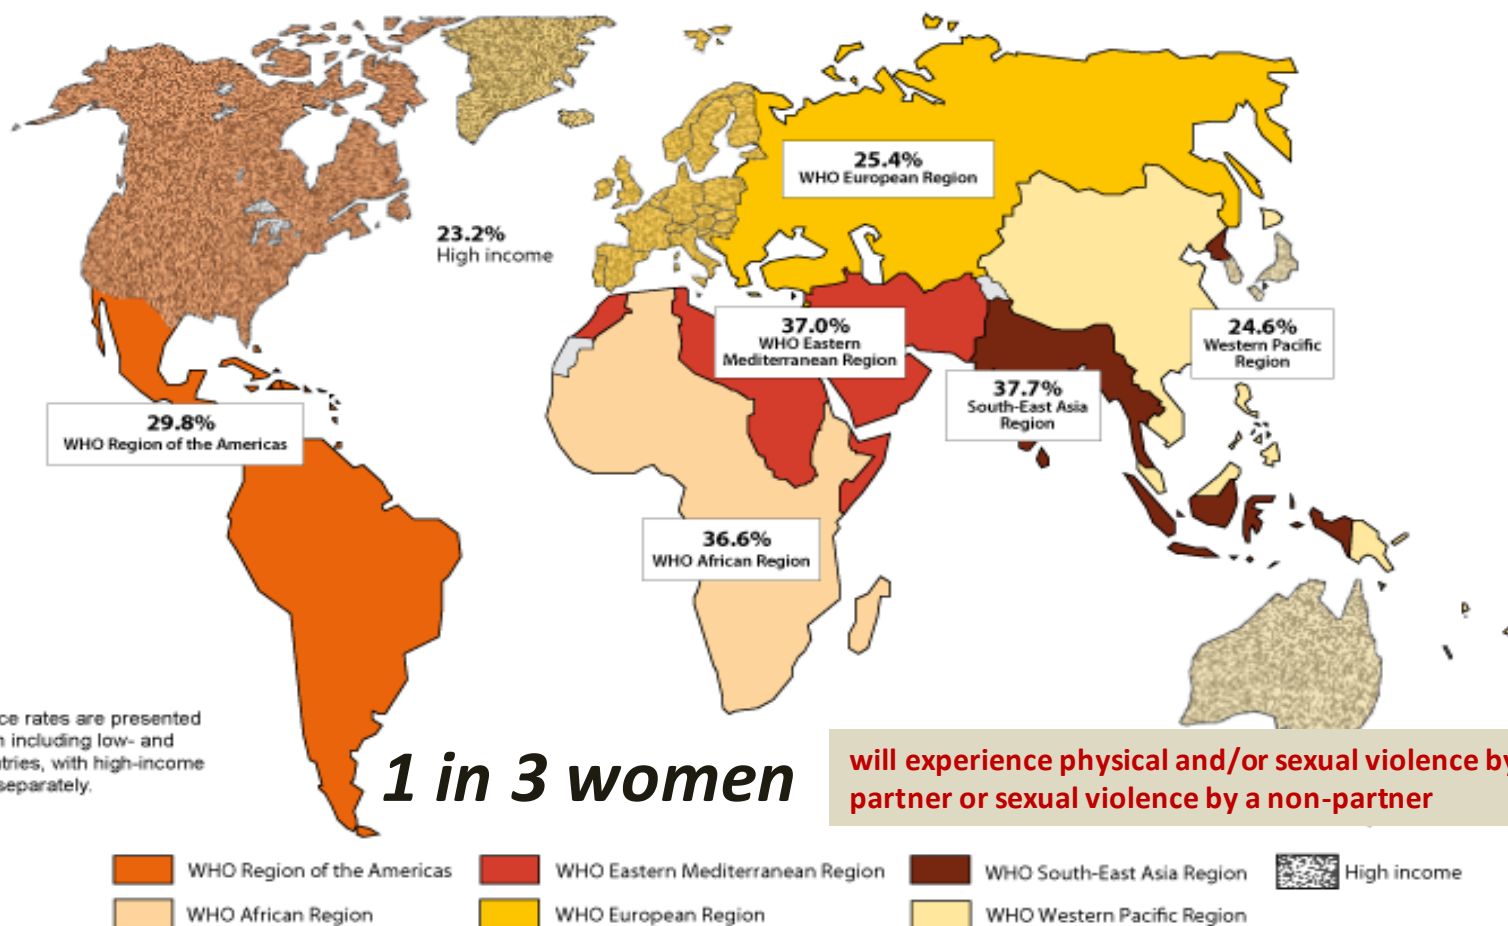 25.4%
WHO European Region
23.2%
High income
37.0%
WHO Eastern
Mediterranean Region
24.6%
Western Pacific
Region
37.7%
South-East Asia
Region
29.8%
WHO Region of the Americas
36.6%
WHO African Region
rates are presented
including low- and
with high-income
separately.
1 in 3 women
will experience physical and/or sexual violence
partner or sexual violence by a non-partner
WHO Region of the Americas
WHO Eastern Mediterranean Region
WHO South-East Asia Region
High income
WHO African Region
WHO European Region
WHO Western Pacific Region